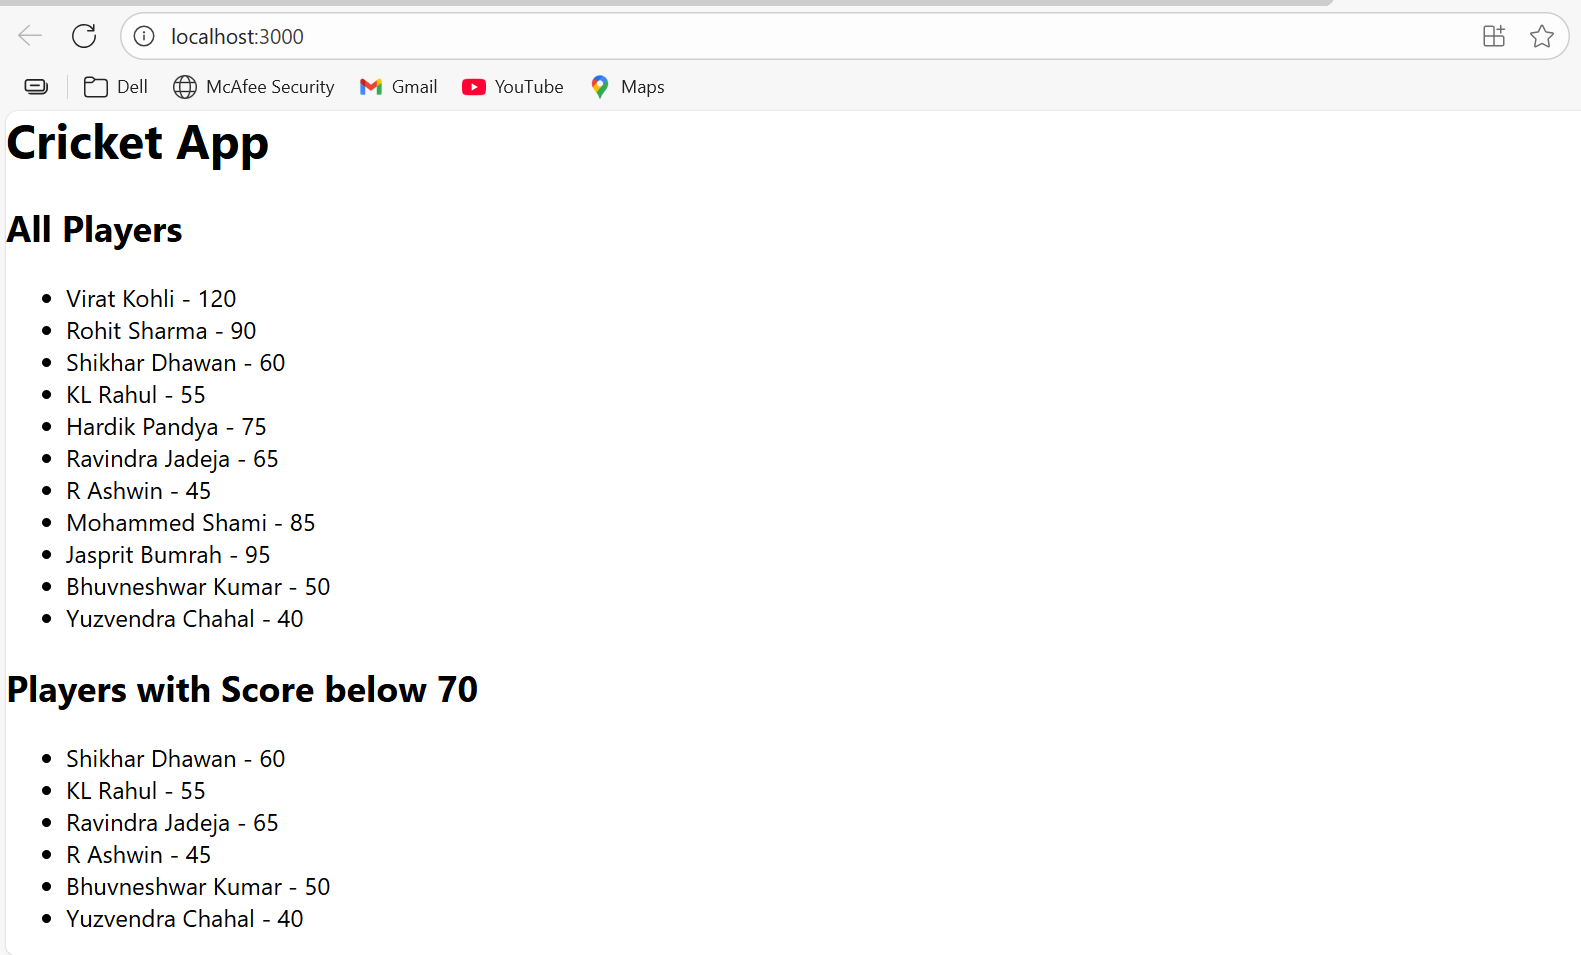 localhost:3000
Dell McAfee Security Gmail YouTube Maps
Cricket App
All Players
Virat Kohli - 120
Rohit Sharma - 90
Shikhar Dhawan - 60
KL Rahul - 55
Hardik Pandya - 75
Ravindra Jadeja - 65
R Ashwin - 45
Mohammed Shami - 85
Jasprit Bumrah - 95
Bhuvneshwar Kumar - 50
Yuzvendra Chahal - 40
Players with Score below 70
Shikhar Dhawan - 60
KL Rahul - 55
Ravindra Jadeja - 65
R Ashwin - 45
Bhuvneshwar Kumar - 50
Yuzvendra Chahal - 40